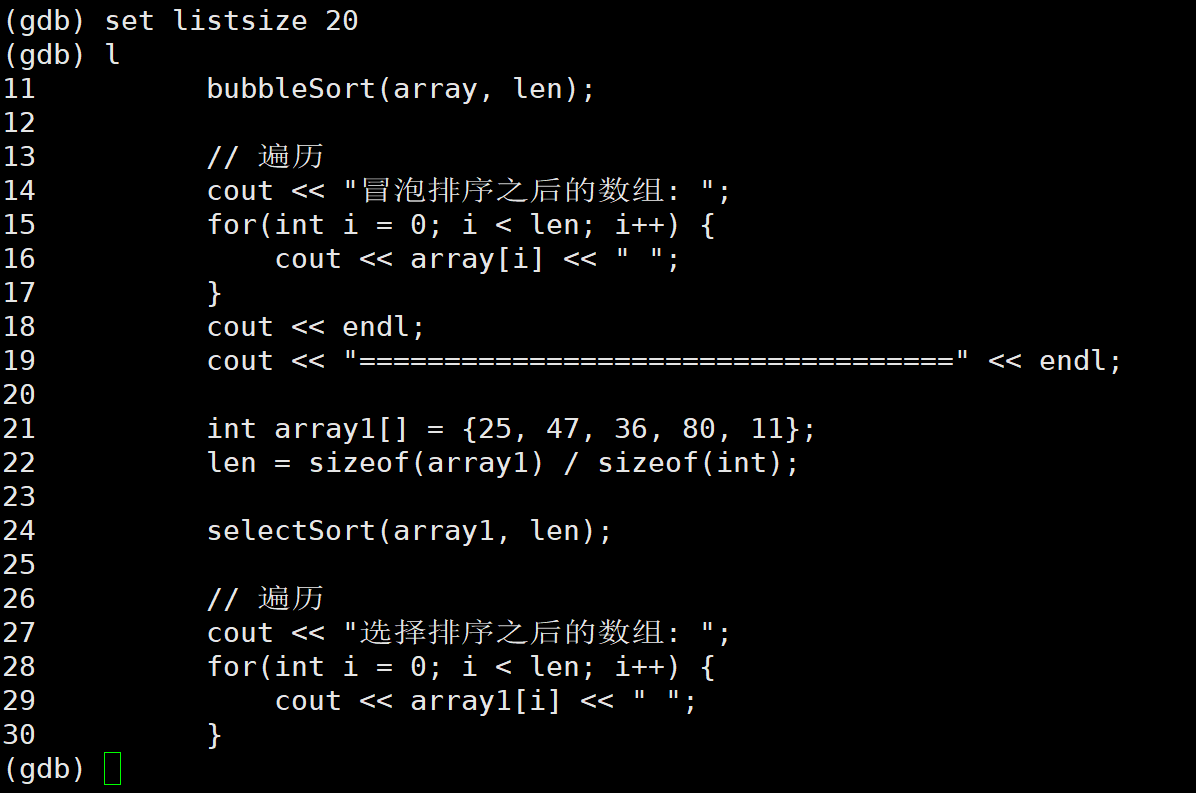 (gdb) set listsize 20
(gdb) l
11          bubbleSort(array, len);
12
13          // 遍历
14          cout << "冒泡排序之后的数组: ";
15          for(int i = 0; i < len; i++) {
16              cout << array[i] << " ";
17          }
18          cout << endl;
19          cout << "===================================" << endl;
20
21          int array1[] = {25, 47, 36, 80, 11};
22          len = sizeof(array1) / sizeof(int);
23
24          selectSort(array1, len);
25
26          // 遍历
27          cout << "选择排序之后的数组: ";
28          for(int i = 0; i < len; i++) {
29              cout << array1[i] << " ";
30          }
(gdb)